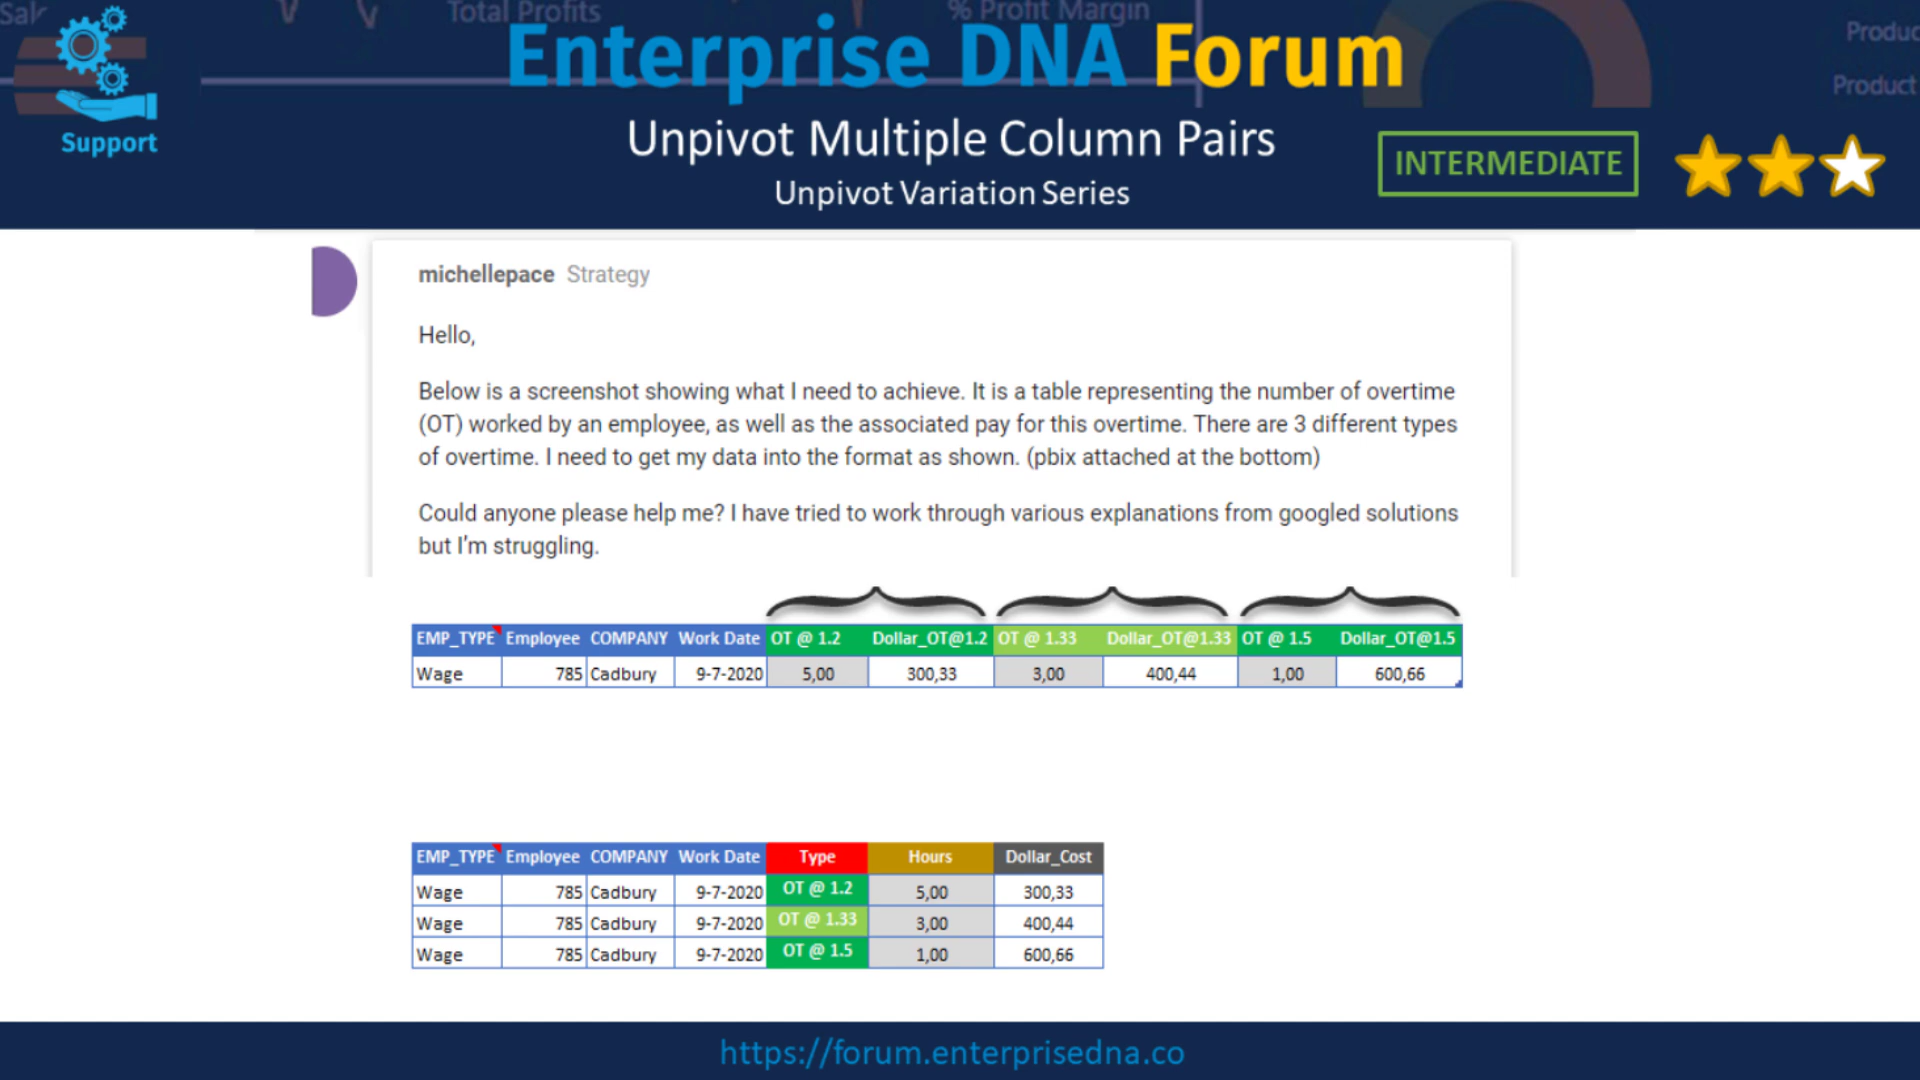 Total Profits
% Profit Margin
Enterprise DNA Forum
Product
Support
Unpivot Multiple Column Pairs
INTERMEDIATE
Unpivot Variation Series
michellepace Strategy
Hello,
Below is a screenshot showing what I need to achieve. It is a table representing the number of overtime
(OT) worked by an employee, as well as the associated pay for this overtime. There are 3 different types
of overtime. I need to get my data into the format as shown. (pbix attached at the bottom)
Could anyone please help me? I have tried to work through various explanations from googled solutions
but I'm struggling.
EMP_TYPE Employee COMPANY Work Date OT @ 1.2 Dollar_OT@1.2 OT @ 1.33 Dollar_OT@1.33 OT @ 1.5 Dollar_OT@1.5
Wage 785 Cadbury 9-7-2020 5,00 300,33 3,00 400,44 1,00 600,66
EMP_TYPE Employee COMPANY Work Date Type Hours Dollar_Cost
Wage 785 Cadbury 9-7-2020 OT @ 1.2 5,00 300,33
Wage 785 Cadbury 9-7-2020 OT @ 1.33 3,00 400,44
Wage 785 Cadbury 9-7-2020 OT @ 1.5 1,00 600,66
https://forum.enterprisedna.co